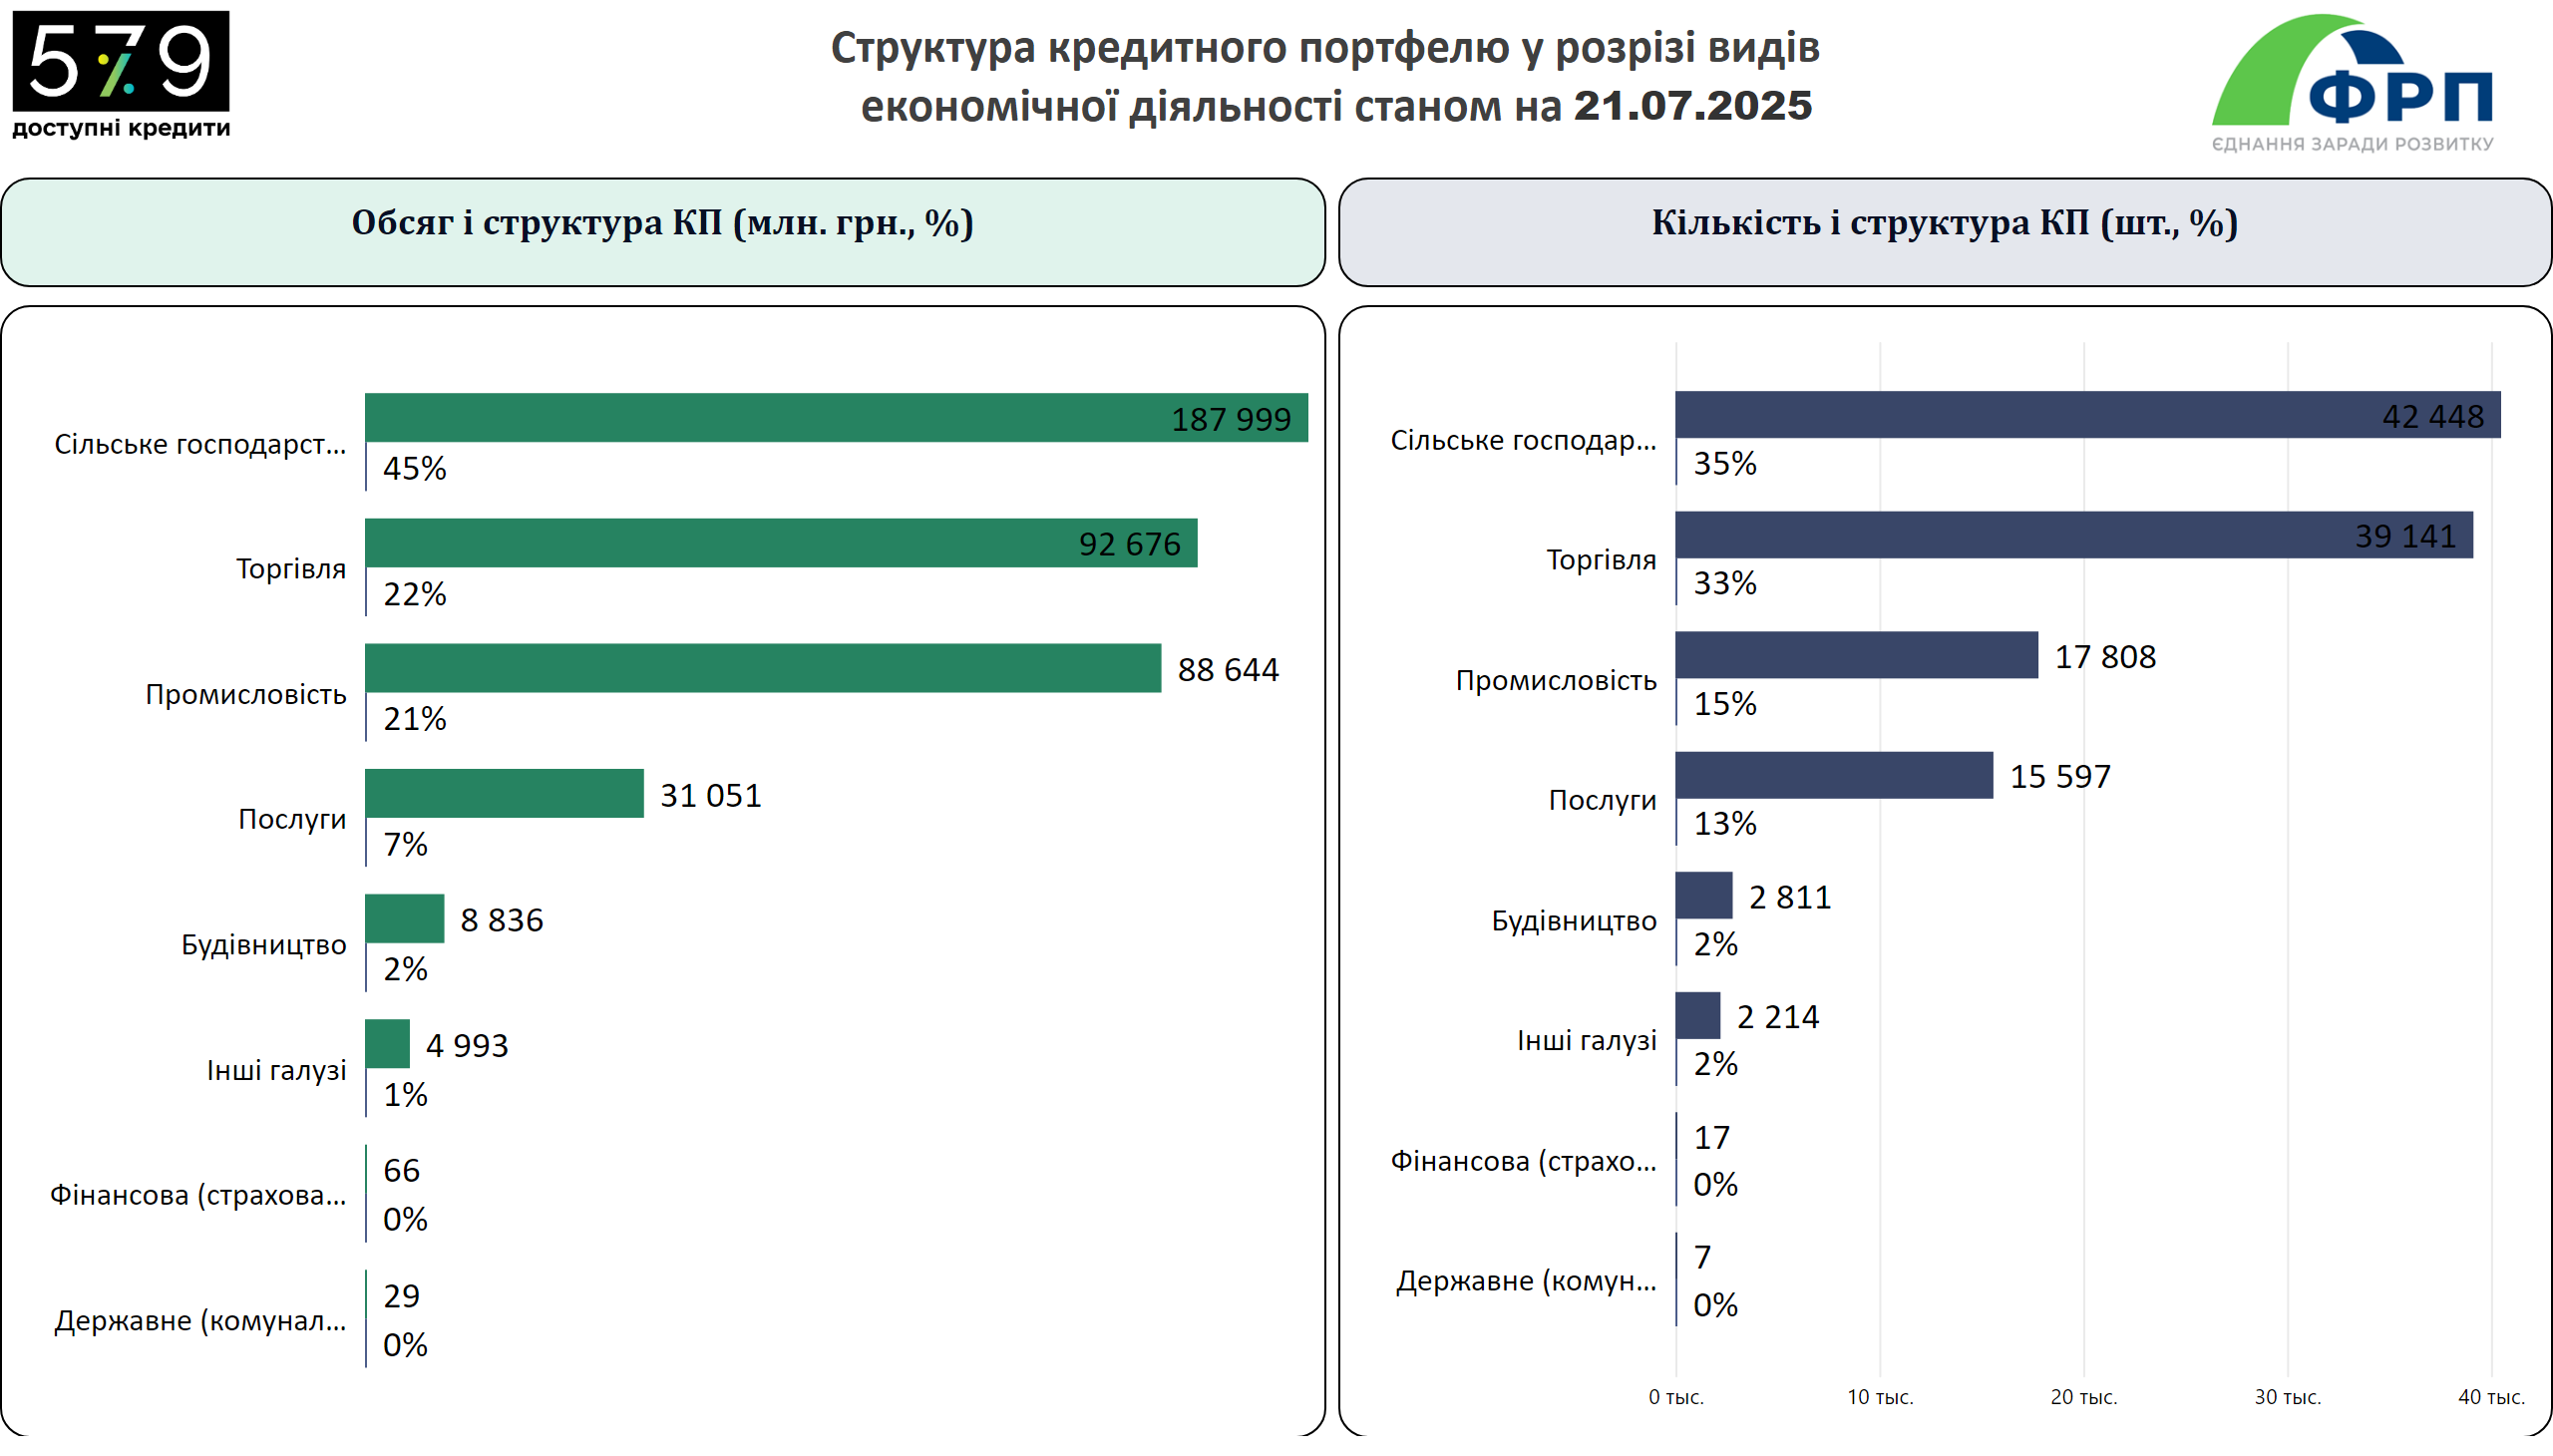 5%9
доступні кредити
Структура кредитного портфелю у розрізі видів
економічної діяльності станом на 21.07.2025
ФРП
ЄДНАННЯ ЗАРАДИ РОЗВИТКУ
Обсяг і структура КП (млн. грн., %)
Сільське господарст...
187 999
45%
Торгівля
92 676
22%
Промисловість
88 644
21%
Послуги
31 051
7%
Будівництво
8 836
2%
Інші галузі
4 993
1%
Фінансова (страхова...
66
0%
Державне (комунал...
29
0%
Кількість і структура КП (шт., %)
Сільське господар...
42 448
35%
Торгівля
39 141
33%
Промисловість
17 808
15%
Послуги
15 597
13%
Будівництво
2 811
2%
Інші галузі
2 214
2%
Фінансова (страхо...
17
0%
Державне (комун...
7
0%
0 тыс.
10 тыс.
20 тыс.
30 тыс.
40 тыс.